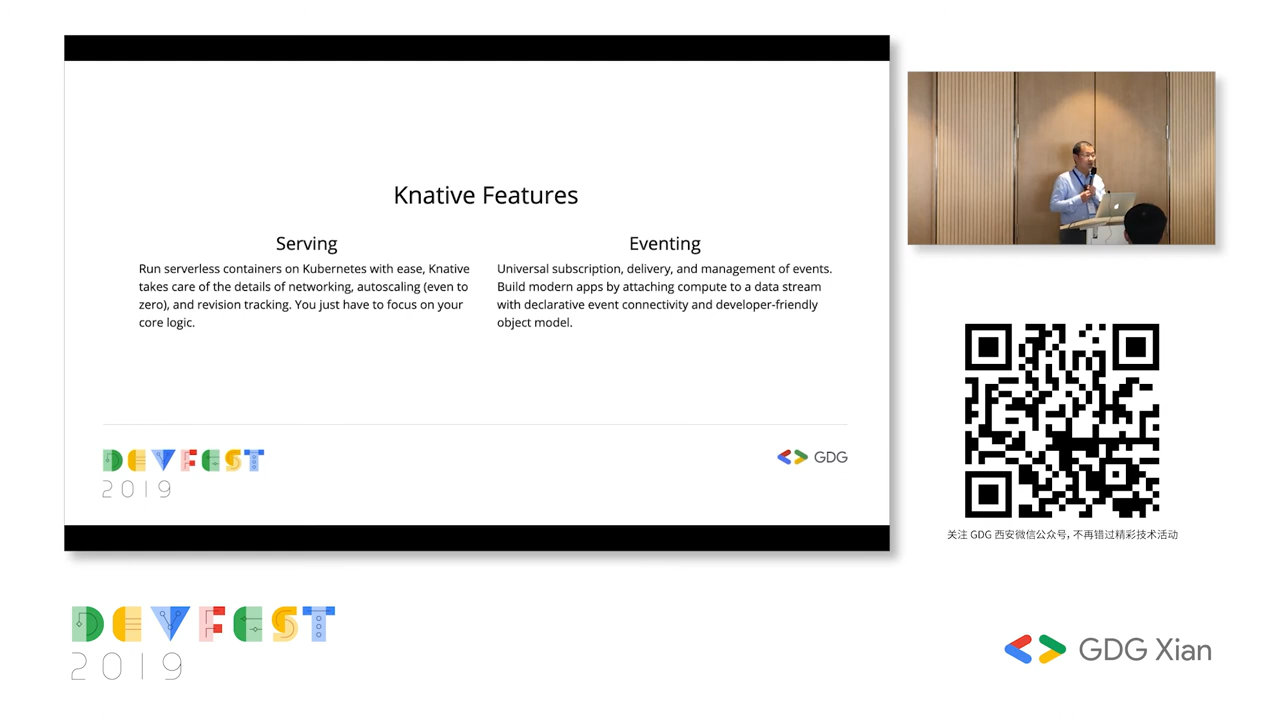 Knative Features
Serving
Run serverless containers on Kubernetes with ease, Knative
takes care of the details of networking, autoscaling (even to
zero), and revision tracking. You just have to focus on your
core logic.
Eventing
Universal subscription, delivery, and management of events.
Build modern apps by attaching compute to a data stream
with declarative event connectivity and developer-friendly
object model.
DEVFEST
2019
GDG
关注 GDG 西安微信公众号, 不再错过精彩技术活动
DEVFEST
2019
GDG Xian